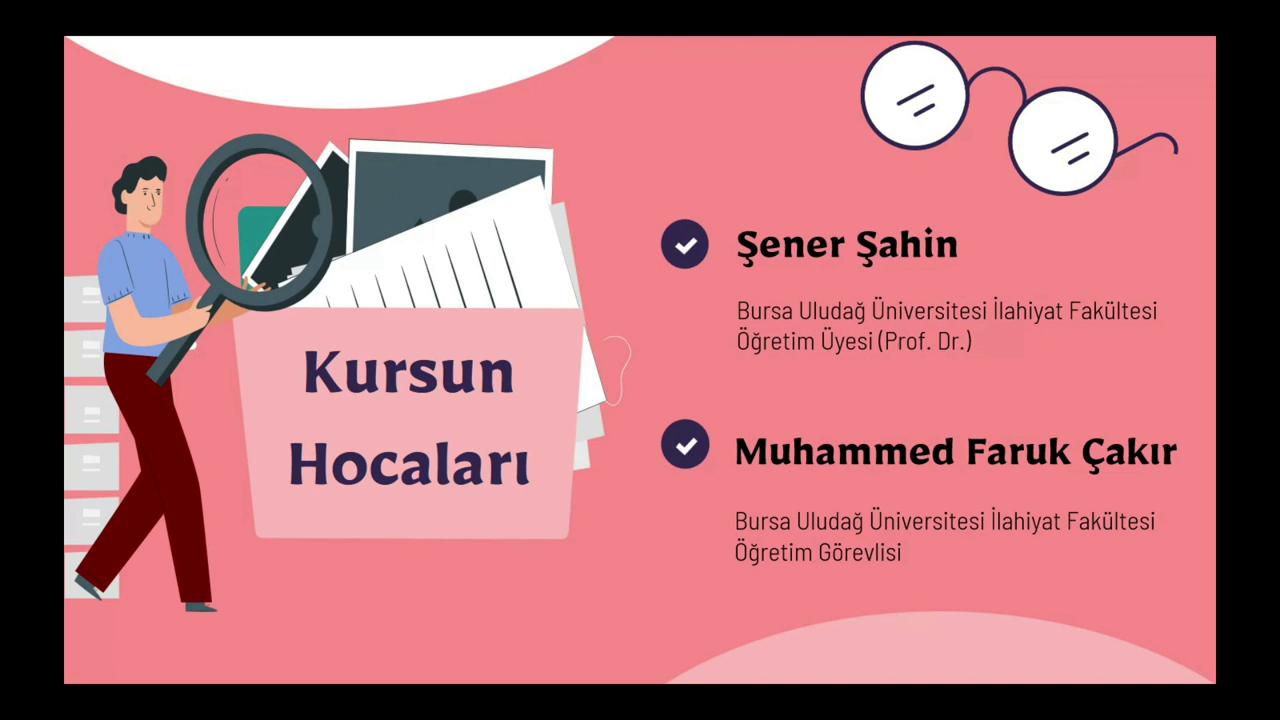 Kursun
Hocaları
Şener Şahin
Bursa Uludağ Üniversitesi İlahiyat Fakültesi
Öğretim Üyesi (Prof. Dr.)
Muhammed Faruk Çakır
Bursa Uludağ Üniversitesi İlahiyat Fakültesi
Öğretim Görevlisi